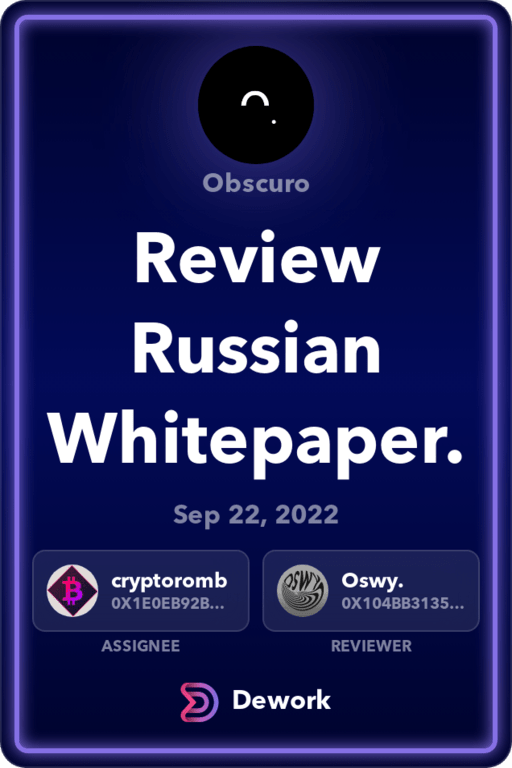 Obscuro
Review
Russian
Whitepaper.
Sep 22, 2022
cryptoromb
0X1E0EB92B...
ASSIGNEE
Oswy.
0X104BB3135...
REVIEWER
Dework